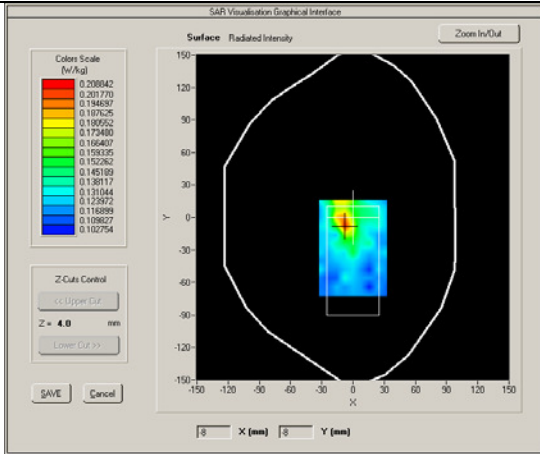 SAR Visualisation Graphical Interface
Surface Radiated Intensity
Zoom In/Out
Colors Scale
(W/kg)
0.208842
0.201770
0.194697
0.187625
0.180552
0.173480
0.166407
0.159335
0.152262
0.145189
0.138117
0.131044
0.123972
0.116899
0.109827
0.102754
Z-Cuts Control
<< Upper Cut
Z = 4.0 mm
Lower Cut >>
SAVE
Cancel
Y
150-
120-
90-
60-
30-
0-
-30-
-60-
-90-
-120-
-150-
-150 -120 -90 -60 -30 0 30 60 90 120 150
X
-8 X (mm) -8 Y (mm)